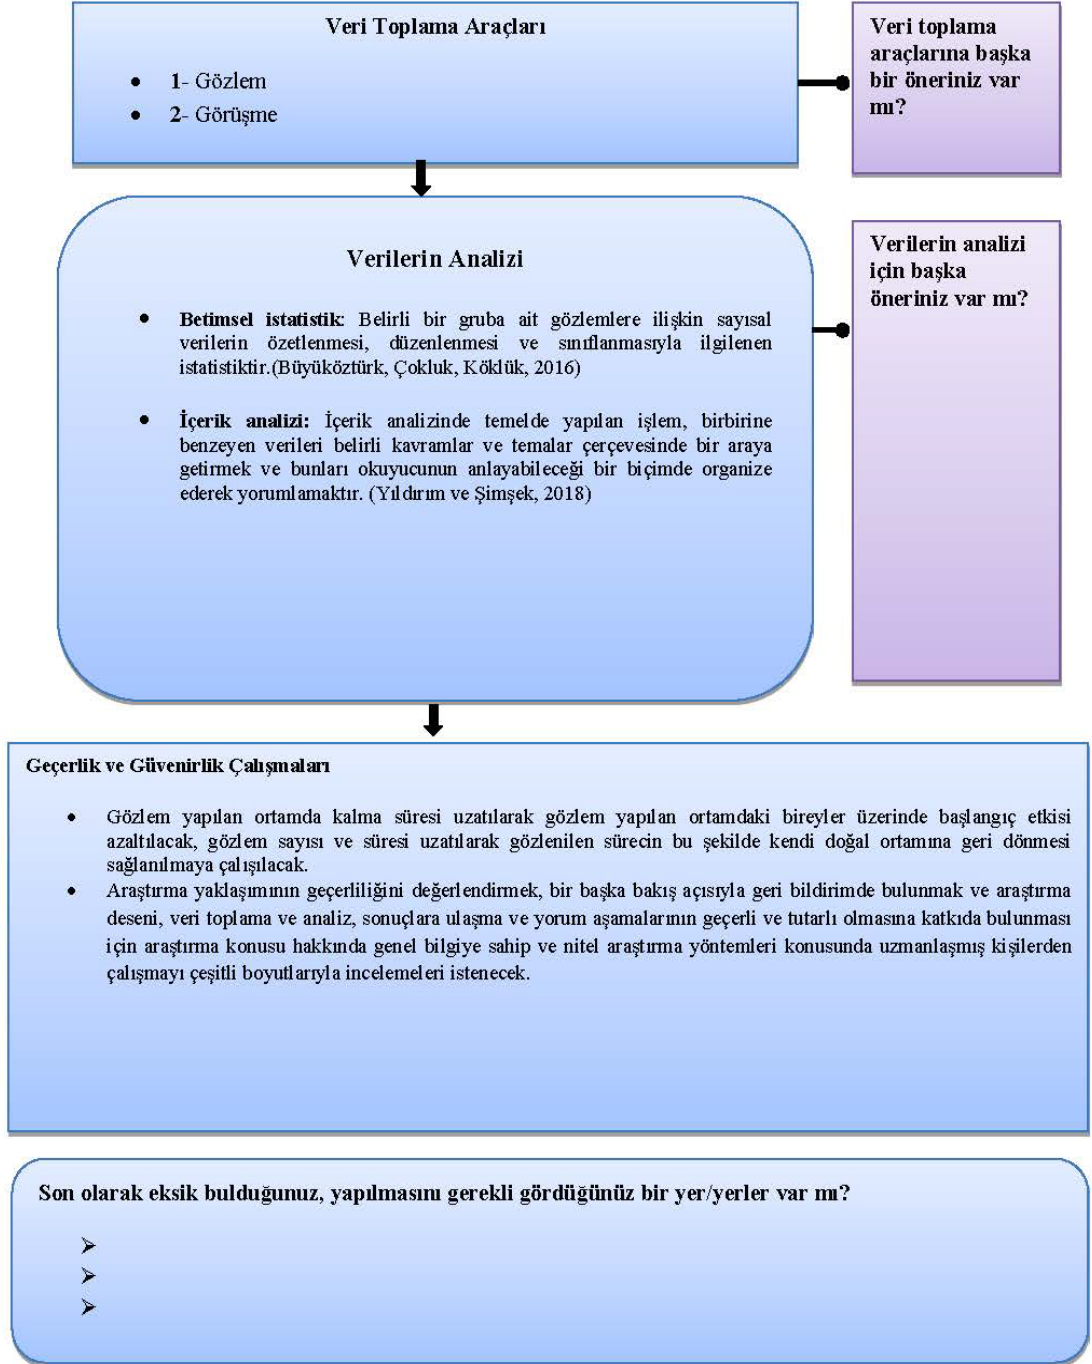 Veri Toplama Araçları
• 1- Gözlem
• 2- Görüşme
Veri toplama
araçlarına başka
bir öneriniz var
mı?
Verilerin Analizi
• Betimsel istatistik: Belirli bir gruba ait gözlemlere ilişkin sayısal
verilerin özetlenmesi, düzenlenmesi ve sınıflanmasıyla ilgilenen
istatistiktir.(Büyüköztürk, Çokluk, Köklük, 2016)
• İçerik analizi: İçerik analizinde temelde yapılan işlem, birbirine
benzeyen verileri belirli kavramlar ve temalar çerçevesinde bir araya
getirmek ve bunları okuyucunun anlayabileceği bir biçimde organize
ederek yorumlamaktır. (Yıldırım ve Şimşek, 2018)
Verilerin analizi
için başka
öneriniz var mı?
Geçerlik ve Güvenirlik Çalışmaları
• Gözlem yapılan ortamda kalma süresi uzatılarak gözlem yapılan ortamdaki bireyler üzerinde başlangıç etkisi
azaltılacak, gözlem sayısı ve süresi uzatılarak gözlenilen sürecin bu şekilde kendi doğal ortamına geri dönmesi
sağlanılmaya çalışılacak.
• Araştırma yaklaşımının geçerliliğini değerlendirmek, bir başka bakış açısıyla geri bildirimde bulunmak ve araştırma
deseni, veri toplama ve analiz, sonuçlara ulaşma ve yorum aşamalarının geçerli ve tutarlı olmasına katkıda bulunması
için araştırma konusu hakkında genel bilgiye sahip ve nitel araştırma yöntemleri konusunda uzmanlaşmış kişilerden
çalışmayı çeşitli boyutlarıyla incelemeleri istenecek.
Son olarak eksik bulduğunuz, yapılmasını gerekli gördüğünüz bir yer/yerler var mı?
➢
➢
➢